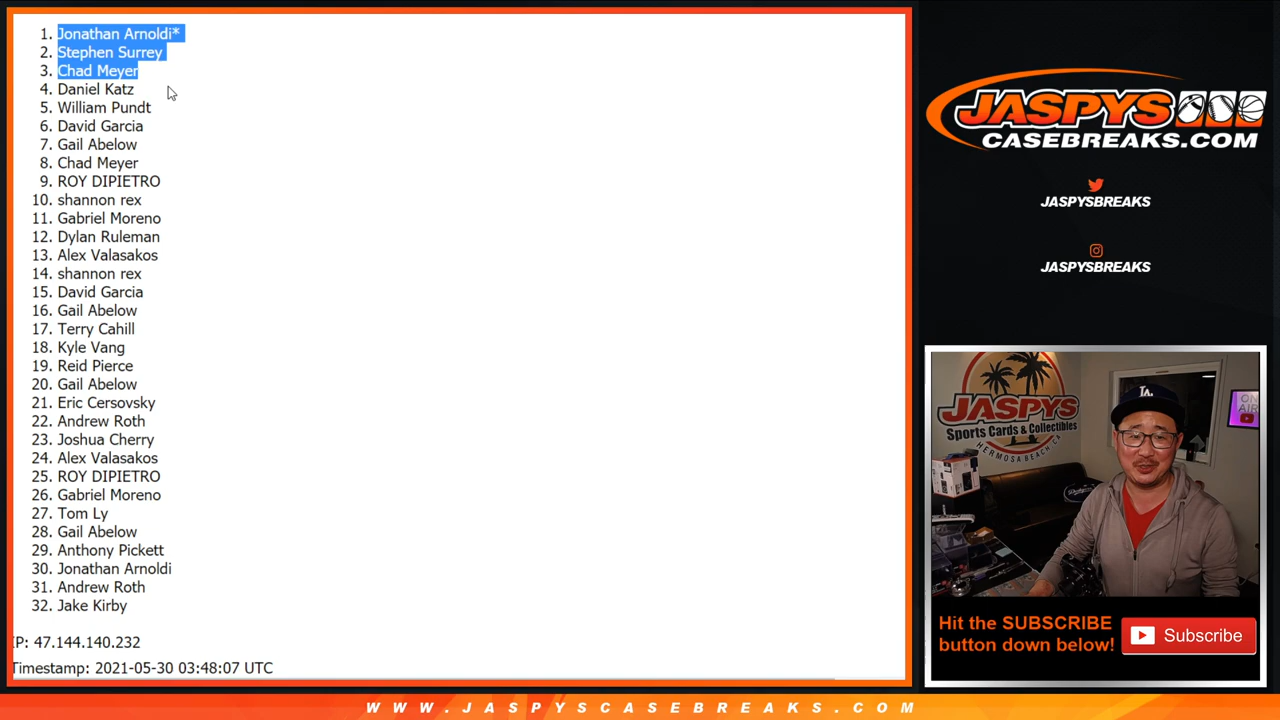 1. Jonathan Arnoldi*
2. Stephen Surrey
3. Chad Meyer
4. Daniel Katz
5. William Pundt
6. David Garcia
7. Gail Abelow
8. Chad Meyer
9. ROY DIPIETRO
10. shannon rex
11. Gabriel Moreno
12. Dylan Ruleman
13. Alex Valasakos
14. shannon rex
15. David Garcia
16. Gail Abelow
17. Terry Cahill
18. Kyle Vang
19. Reid Pierce
20. Gail Abelow
21. Eric Cersovsky
22. Andrew Roth
23. Joshua Cherry
24. Alex Valasakos
25. ROY DIPIETRO
26. Gabriel Moreno
27. Tom Ly
28. Gail Abelow
29. Anthony Pickett
30. Jonathan Arnoldi
31. Andrew Roth
32. Jake Kirby
IP: 47.144.140.232
Timestamp: 2021-05-30 03:48:07 UTC
JASPYS
CASEBREAKS.COM
JASPYSBREAKS
JASPYSBREAKS
JASPYS
Sports Cards & Collectibles
HERMOSA BEACH, CA
LA
ON
AIR
Dodgers
Hit the SUBSCRIBE
button down below!
Subscribe
WWW.JASPYSCASEBREAKS.COM